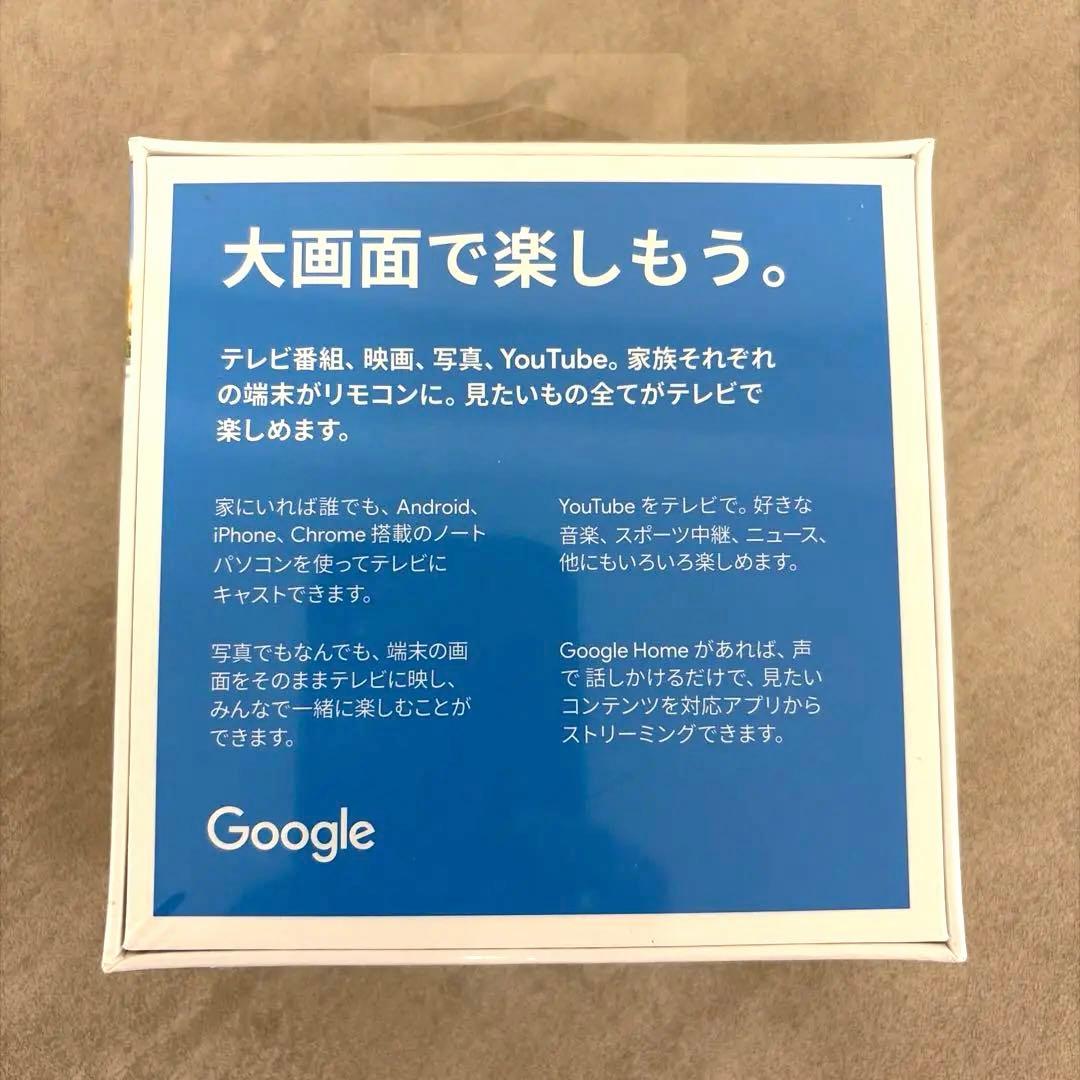 大画面で楽しもう。
テレビ番組、映画、写真、YouTube。家族それぞれ
の端末がリモコンに。見たいもの全てがテレビで
楽しめます。
家にいれば誰でも、Android、
iPhone、Chrome 搭載のノート
パソコンを使ってテレビに
キャストできます。
YouTube をテレビで。好きな
音楽、スポーツ中継、ニュース、
他にもいろいろ楽しめます。
写真でもなんでも、端末の画
面をそのままテレビに映し、
みんなで一緒に楽しむことが
できます。
Google Home があれば、声
で 話しかけるだけで、見たい
コンテンツを対応アプリから
ストリーミングできます。
Google